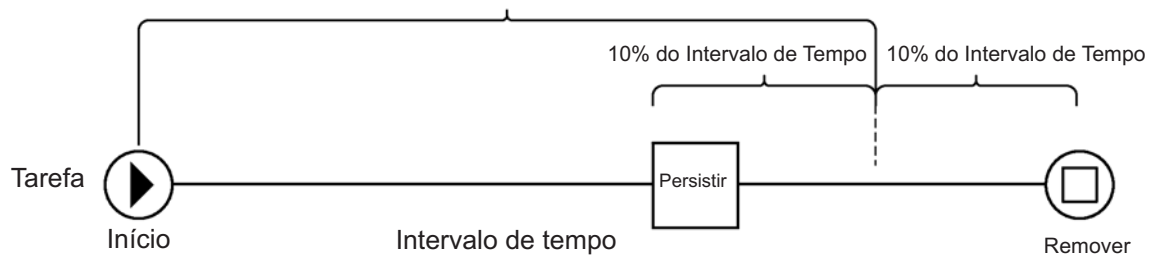 10% do Intervalo de Tempo
10% do Intervalo de Tempo
Tarefa
Persistir
Início
Intervalo de tempo
Remover